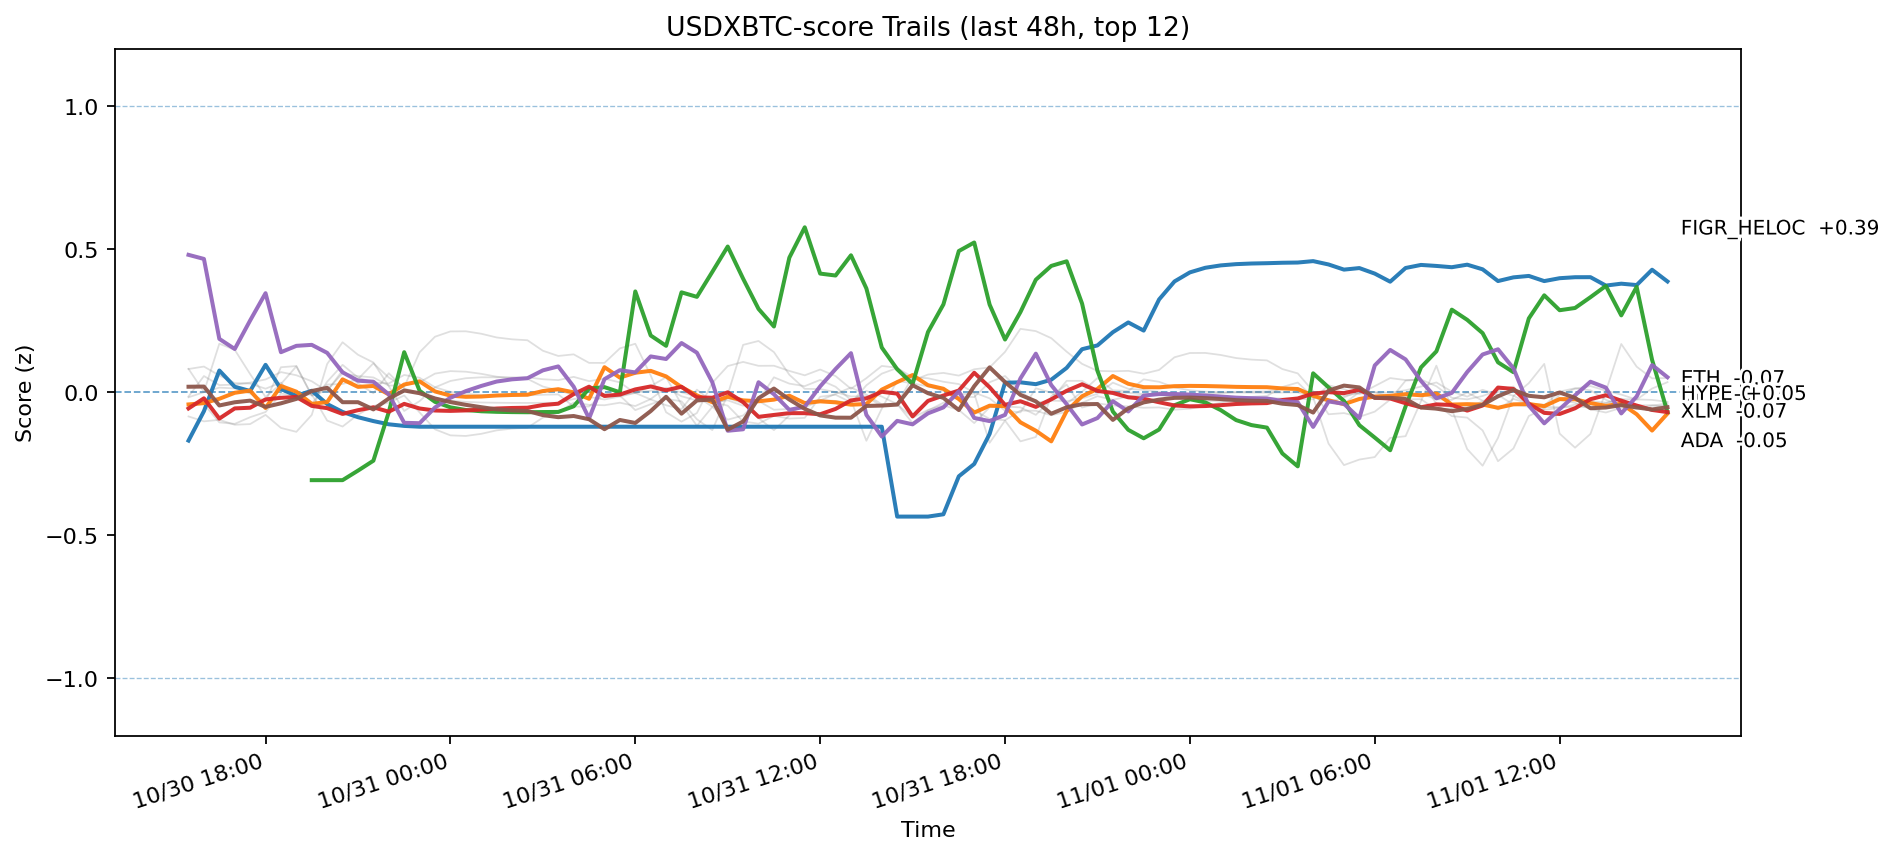 USDXBTC-score Trails (last 48h, top 12)
Score (z)
1.0
0.5
0.0
−0.5
−1.0
FIGR_HELOC +0.39
ETH -0.07
HYPE +0.05
XLM -0.07
ADA -0.05
10/30 18:00
10/31 00:00
10/31 06:00
10/31 12:00
10/31 18:00
11/01 00:00
11/01 06:00
11/01 12:00
Time